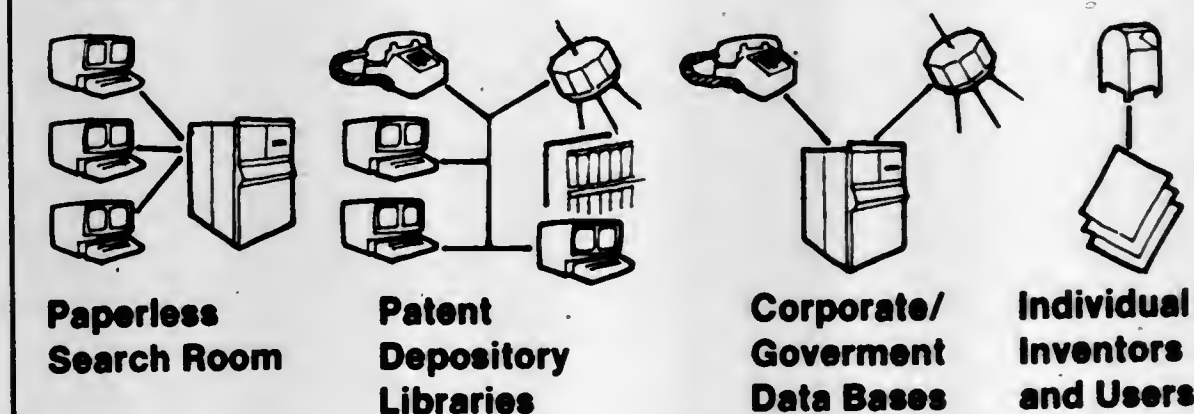 Paperless
Search Room
Patent
Depository
Libraries
Corporate/
Goverment
Data Bases
Individual
Inventors
and Users